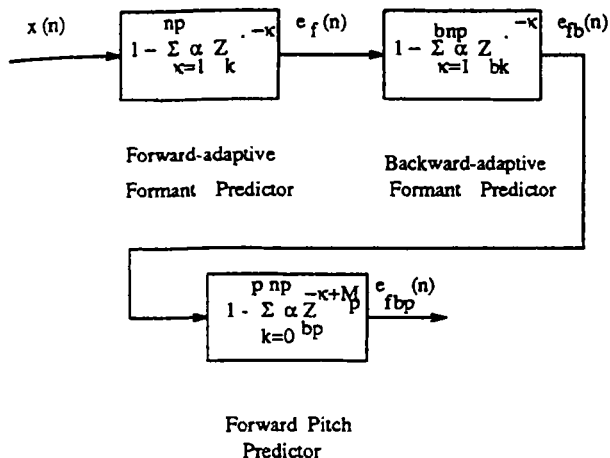 x (n)
np
1 - Σ α Z ⋅ -κ
κ=1 k
e f (n)
bnp
1 - Σ α Z ⋅ -κ
κ=1 bk
e fb (n)
Forward-adaptive
Formant Predictor
Backward-adaptive
Formant Predictor
p np
1 - Σ α Z -κ+M p
k=0 bp
e fbp (n)
Forward Pitch
Predictor